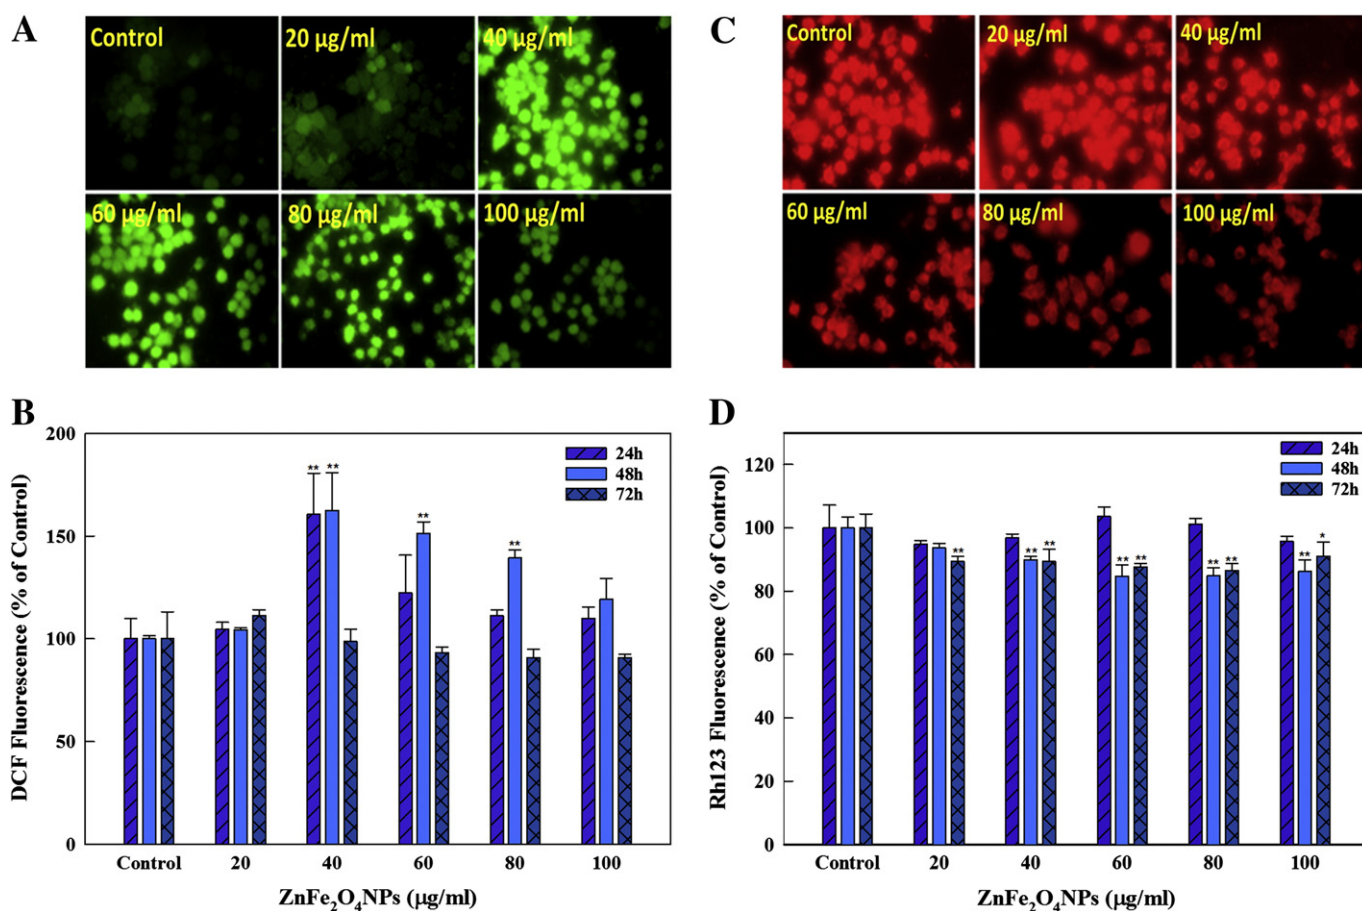 A
Control
20 µg/ml
40 µg/ml
60 µg/ml
80 µg/ml
100 µg/ml
C
Control
20 µg/ml
40 µg/ml
60 µg/ml
80 µg/ml
100 µg/ml
B
DCF Fluorescence (% of Control)
200
150
100
50
0
24h
48h
72h
**
**
**
**
Control
20
40
60
80
100
ZnFe₂O₄NPs (µg/ml)
D
Rh123 Fluorescence (% of Control)
120
100
80
60
40
20
0
24h
48h
72h
**
**
**
**
**
**
**
**
*
Control
20
40
60
80
100
ZnFe₂O₄NPs (µg/ml)